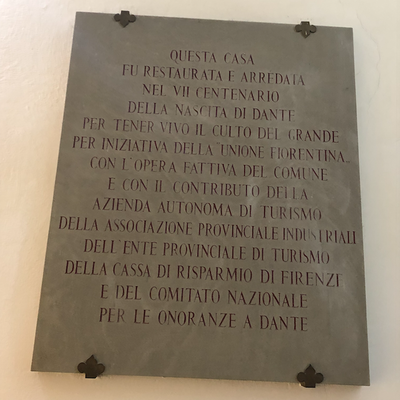 QUESTA CASA
FU RESTAURATA E ARREDATA
NEL VII CENTENARIO
DELLA NASCITA DI DANTE
PER TENER VIVO IL CULTO DEL GRANDE
PER INIZIATIVA DELLA "UNIONE FIORENTINA"
CON L'OPERA FATTIVA DEL COMUNE
E CON IL CONTRIBUTO DELLA
AZIENDA AUTONOMA DI TURISMO
DELLA ASSOCIAZIONE PROVINCIALE INDUSTRIALI
DELL'ENTE PROVINCIALE DI TURISMO
DELLA CASSA DI RISPARMIO DI FIRENZE
E DEL COMITATO NAZIONALE
PER LE ONORANZE A DANTE